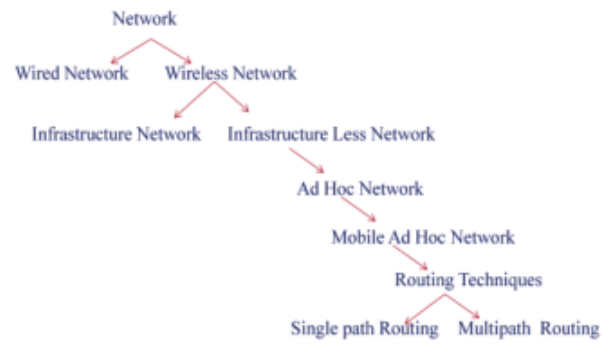 Network
Wired Network Wireless Network
Infrastructure Network Infrastructure Less Network
Ad Hoc Network
Mobile Ad Hoc Network
Routing Techniques
Single path Routing Multipath Routing